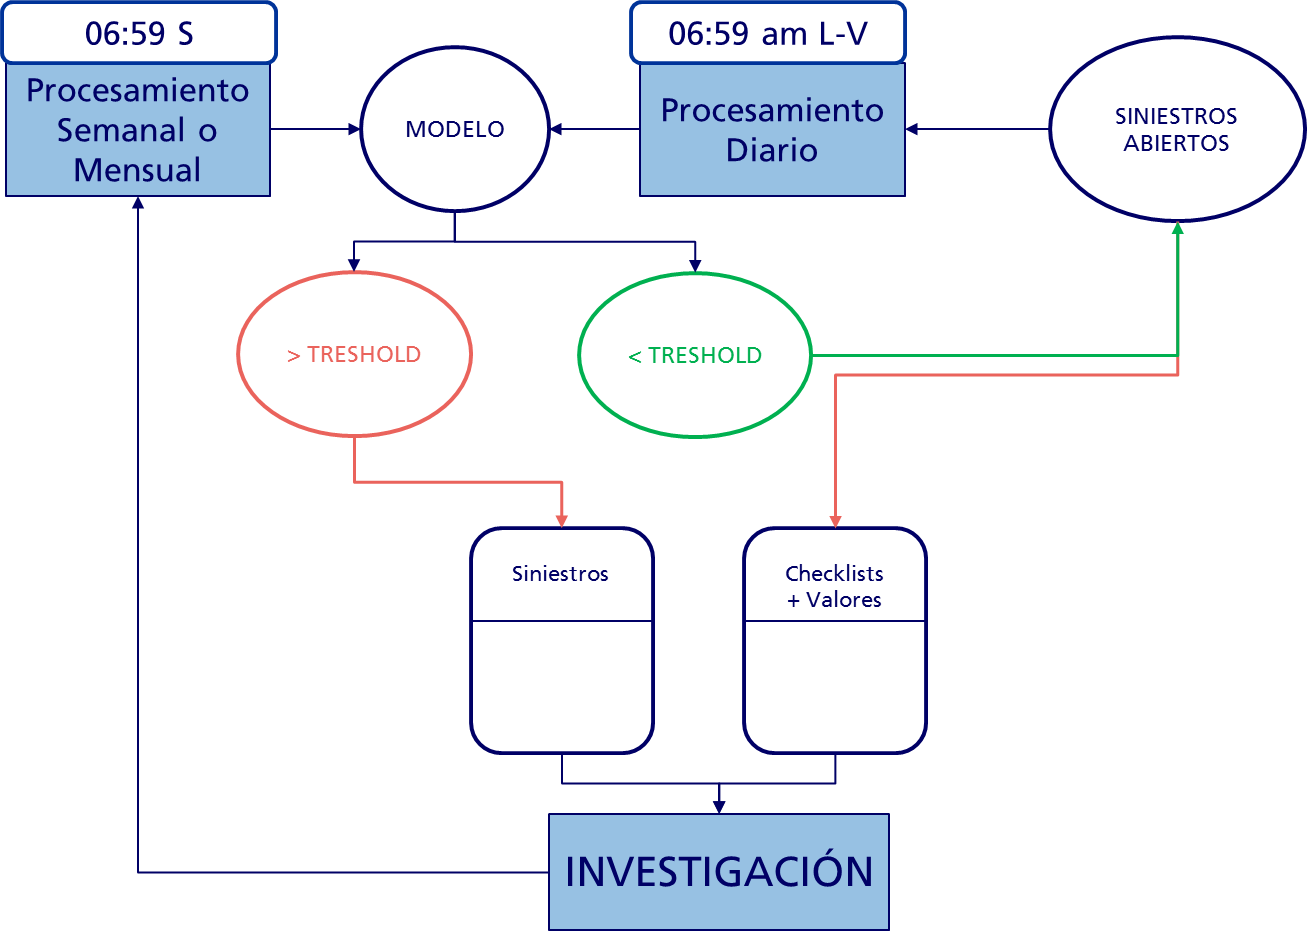 06:59 S
Procesamiento
Semanal o
Mensual
MODELO
06:59 am L-V
Procesamiento
Diario
SINIESTROS
ABIERTOS
> TRESHOLD
< TRESHOLD
Siniestros
Checklists
+ Valores
INVESTIGACIÓN